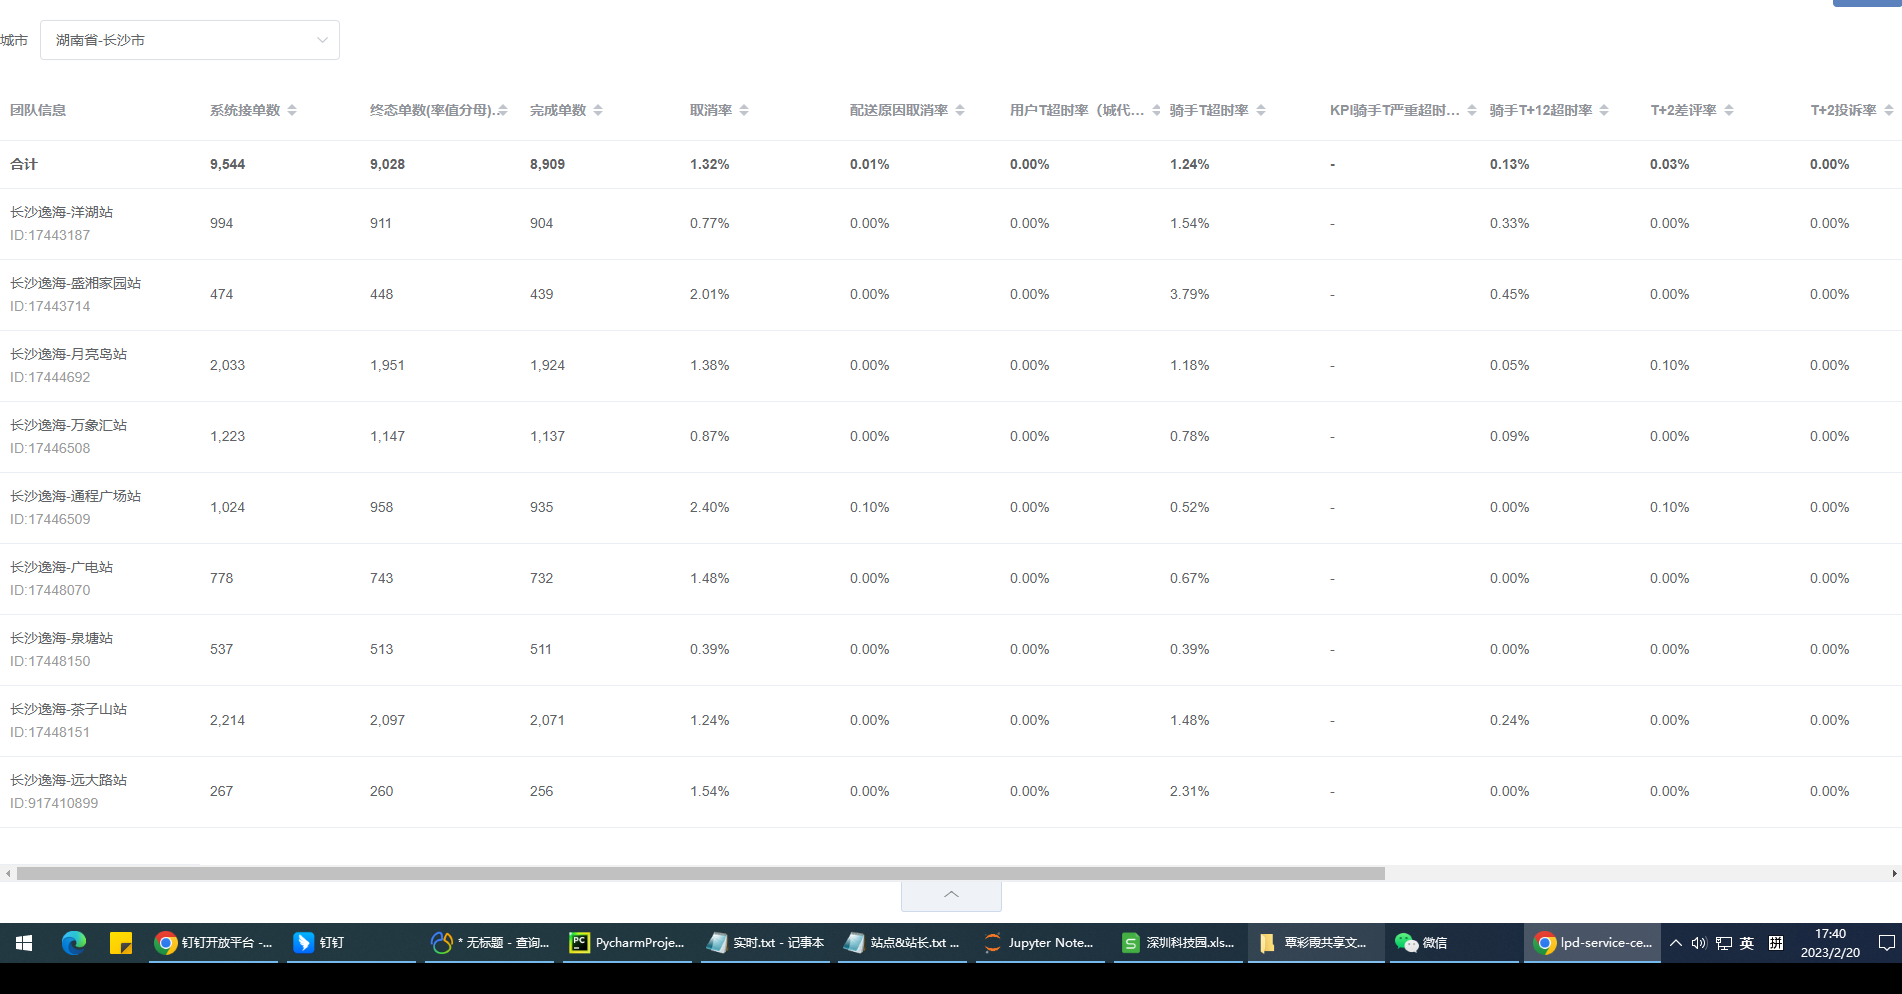 城市 湖南省-长沙市
团队信息 系统接单数 终态单数(率值分母)... 完成单数 取消率 配送原因取消率 用户T超时率（城代... 骑手T超时率 KPI骑手T严重超时... 骑手T+12超时率 T+2差评率 T+2投诉率
合计 9,544 9,028 8,909 1.32% 0.01% 0.00% 1.24% - 0.13% 0.03% 0.00%
长沙逸海-洋湖站
ID:17443187
994 911 904 0.77% 0.00% 0.00% 1.54% - 0.33% 0.00% 0.00%
长沙逸海-盛湘家园站
ID:17443714
474 448 439 2.01% 0.00% 0.00% 3.79% - 0.45% 0.00% 0.00%
长沙逸海-月亮岛站
ID:17444692
2,033 1,951 1,924 1.38% 0.00% 0.00% 1.18% - 0.05% 0.10% 0.00%
长沙逸海-万象汇站
ID:17446508
1,223 1,147 1,137 0.87% 0.00% 0.00% 0.78% - 0.09% 0.00% 0.00%
长沙逸海-通程广场站
ID:17446509
1,024 958 935 2.40% 0.10% 0.00% 0.52% - 0.00% 0.10% 0.00%
长沙逸海-广电站
ID:17448070
778 743 732 1.48% 0.00% 0.00% 0.67% - 0.00% 0.00% 0.00%
长沙逸海-泉塘站
ID:17448150
537 513 511 0.39% 0.00% 0.00% 0.39% - 0.00% 0.00% 0.00%
长沙逸海-茶子山站
ID:17448151
2,214 2,097 2,071 1.24% 0.00% 0.00% 1.48% - 0.24% 0.00% 0.00%
长沙逸海-远大路站
ID:917410899
267 260 256 1.54% 0.00% 0.00% 2.31% - 0.00% 0.00% 0.00%
钉钉开放平台 -... 钉钉 * 无标题 - 查询... PC PycharmProje... 实时.txt - 记事本 站点&站长.txt ... Jupyter Note... S 深圳科技园.xls... 覃彩霞共享文... 微信 lpd-service-ce... 英 拼 17:40
2023/2/20